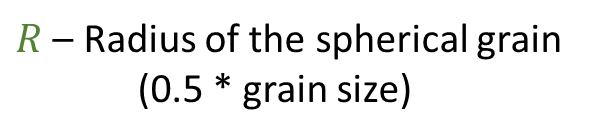 R – Radius of the spherical grain
(0.5 * grain size)